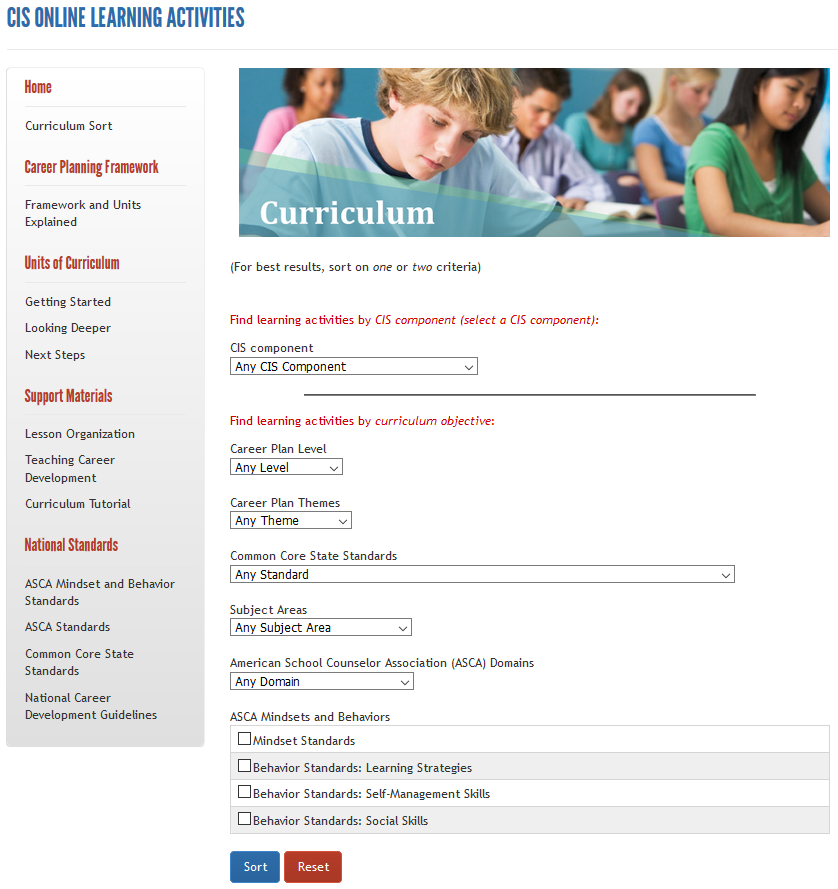 CIS ONLINE LEARNING ACTIVITIES
Home
Curriculum Sort
Career Planning Framework
Framework and Units
Explained
Units of Curriculum
Getting Started
Looking Deeper
Next Steps
Support Materials
Lesson Organization
Teaching Career
Development
Curriculum Tutorial
National Standards
ASCA Mindset and Behavior
Standards
ASCA Standards
Common Core State
Standards
National Career
Development Guidelines
Curriculum
(For best results, sort on one or two criteria)
Find learning activities by CIS component (select a CIS component):
CIS component
Any CIS Component
Find learning activities by curriculum objective:
Career Plan Level
Any Level
Career Plan Themes
Any Theme
Common Core State Standards
Any Standard
Subject Areas
Any Subject Area
American School Counselor Association (ASCA) Domains
Any Domain
ASCA Mindsets and Behaviors
Mindset Standards
Behavior Standards: Learning Strategies
Behavior Standards: Self-Management Skills
Behavior Standards: Social Skills
Sort Reset